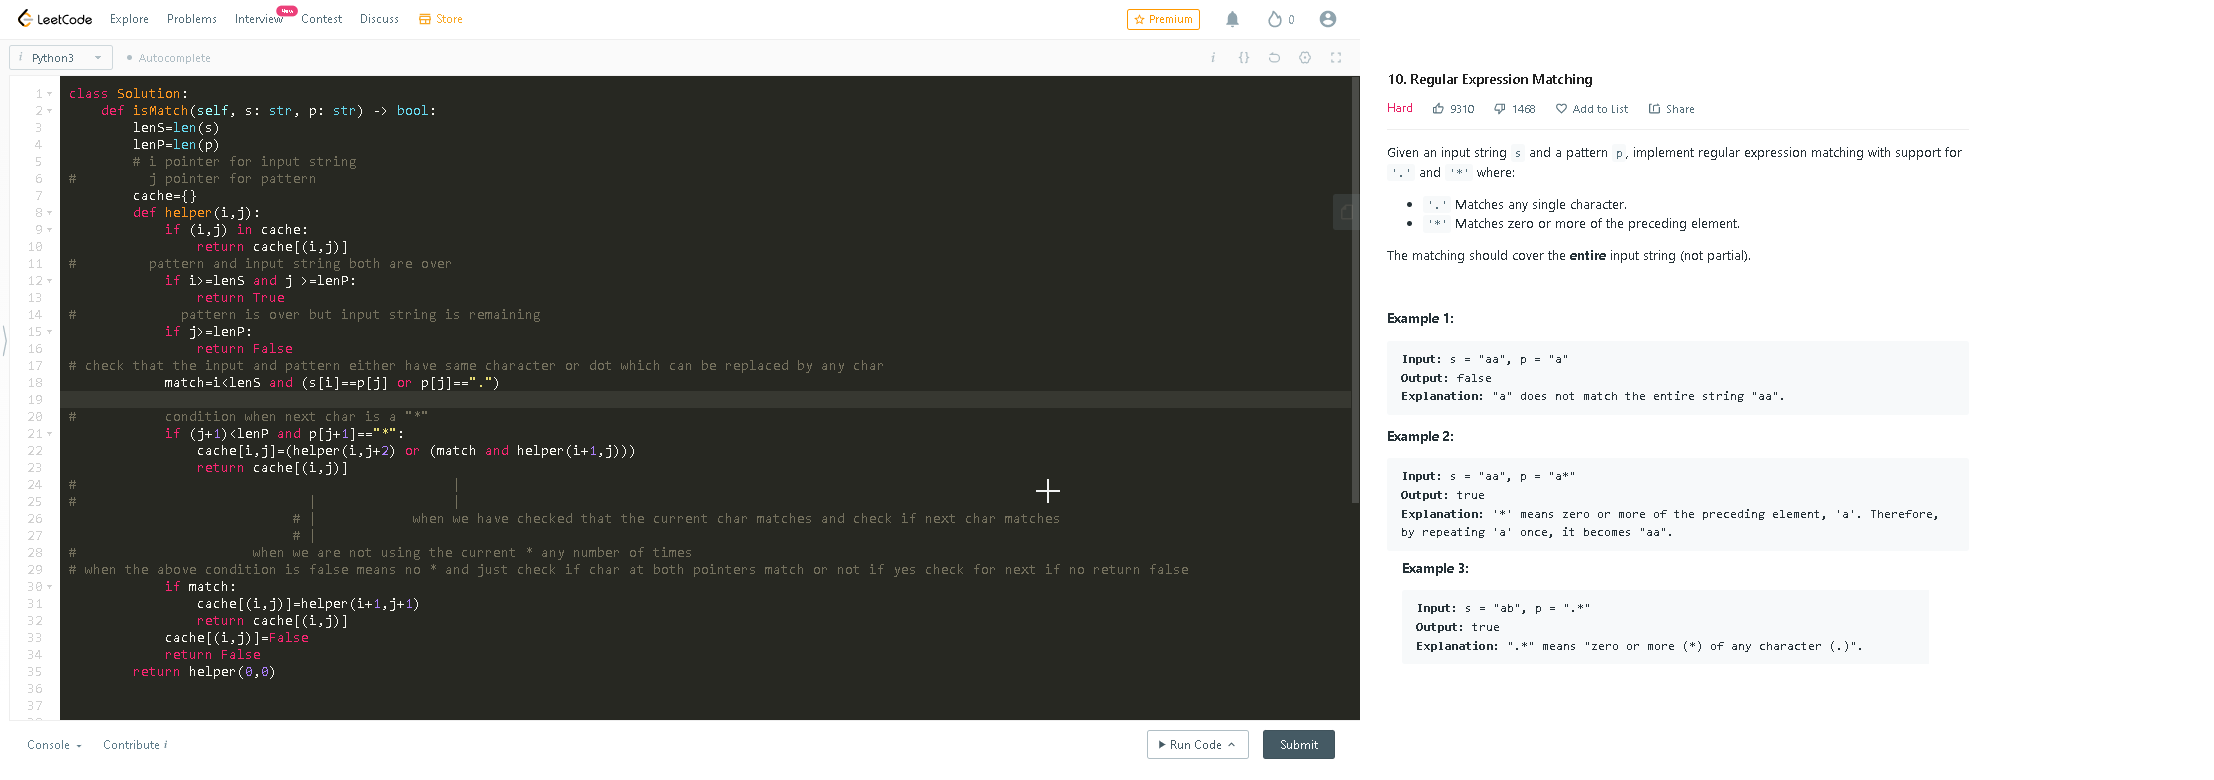 LeetCode Explore Problems Interview New Contest Discuss Store Premium 0
i Python3 Autocomplete i {}
1 class Solution:
2 def isMatch(self, s: str, p: str) -> bool:
3 lenS=len(s)
4 lenP=len(p)
5 # i pointer for input string
6 # j pointer for pattern
7 cache={}
8 def helper(i,j):
9 if (i,j) in cache:
10 return cache[(i,j)]
11 # pattern and input string both are over
12 if i>=lenS and j >=lenP:
13 return True
14 # pattern is over but input string is remaining
15 if j>=lenP:
16 return False
17 # check that the input and pattern either have same character or dot which can be replaced by any char
18 match=i<lenS and (s[i]==p[j] or p[j]==".")
19
20 # condition when next char is a "*"
21 if (j+1)<lenP and p[j+1]=="*":
22 cache[i,j]=(helper(i,j+2) or (match and helper(i+1,j)))
23 return cache[(i,j)]
24 # |
25 # | |
26 # | when we have checked that the current char matches and check if next char matches
27 # |
28 # when we are not using the current * any number of times
29 # when the above condition is false means no * and just check if char at both pointers match or not if yes check for next if no return false
30 if match:
31 cache[(i,j)]=helper(i+1,j+1)
32 return cache[(i,j)]
33 cache[(i,j)]=False
34 return False
35 return helper(0,0)
36
37
Console Contribute i Run Code Submit
10. Regular Expression Matching
Hard 9310 1468 Add to List Share
Given an input string s and a pattern p, implement regular expression matching with support for
'.' and '*' where:
• '.' Matches any single character.
• '*' Matches zero or more of the preceding element.
The matching should cover the entire input string (not partial).
Example 1:
Input: s = "aa", p = "a"
Output: false
Explanation: "a" does not match the entire string "aa".
Example 2:
Input: s = "aa", p = "a*"
Output: true
Explanation: '*' means zero or more of the preceding element, 'a'. Therefore,
by repeating 'a' once, it becomes "aa".
Example 3:
Input: s = "ab", p = ".*"
Output: true
Explanation: ".*" means "zero or more (*) of any character (.)".